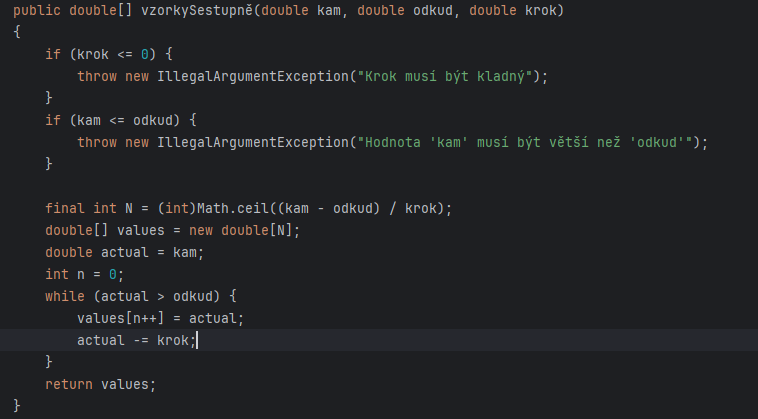 public double[] vzorkySestupně(double kam, double odkud, double krok)
{
    if (krok <= 0) {
        throw new IllegalArgumentException("Krok musí být kladný");
    }
    if (kam <= odkud) {
        throw new IllegalArgumentException("Hodnota 'kam' musí být větší než 'odkud'");
    }

    final int N = (int)Math.ceil((kam - odkud) / krok);
    double[] values = new double[N];
    double actual = kam;
    int n = 0;
    while (actual > odkud) {
        values[n++] = actual;
        actual -= krok;
    }
    return values;
}